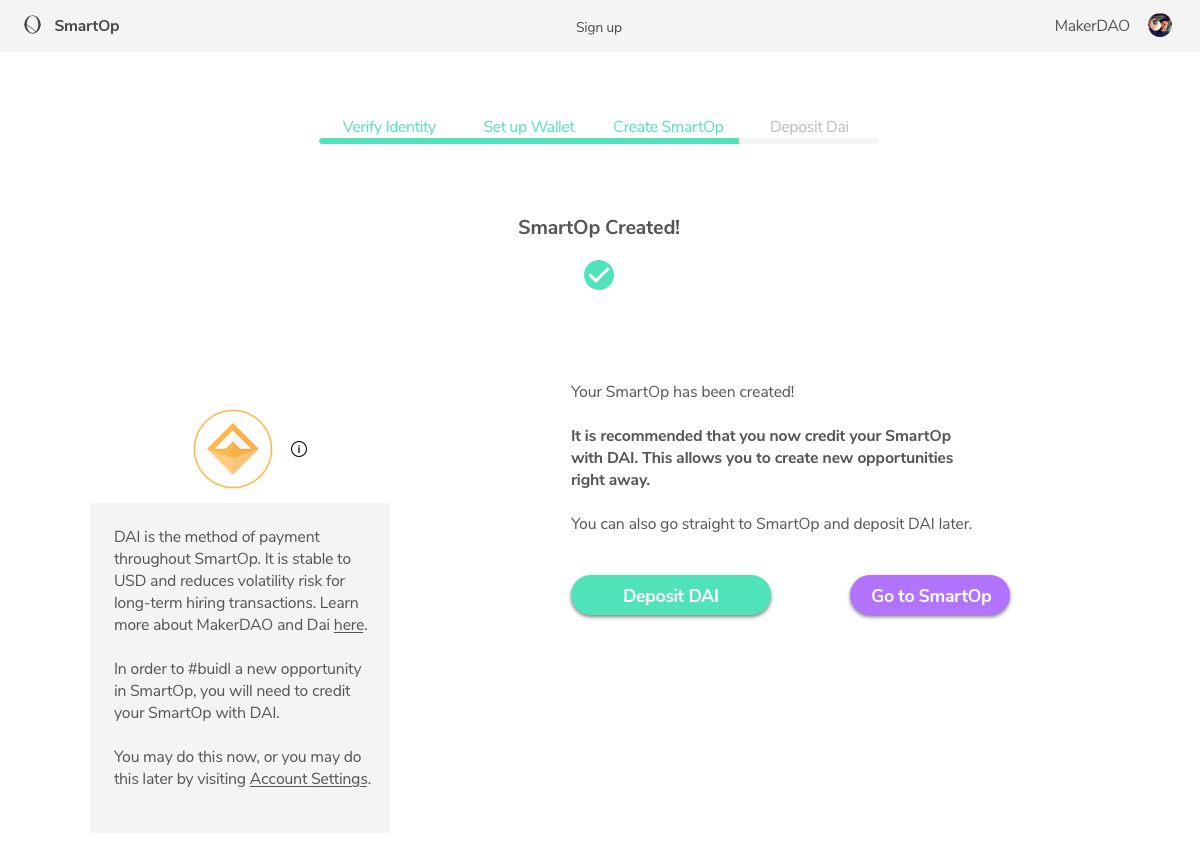 SmartOp
Sign up
MakerDAO
Verify Identity
Set up Wallet
Create SmartOp
Deposit Dai
SmartOp Created!
DAI is the method of payment
throughout SmartOp. It is stable to
USD and reduces volatility risk for
long-term hiring transactions. Learn
more about MakerDAO and Dai here.
In order to #buidl a new opportunity
in SmartOp, you will need to credit
your SmartOp with DAI.
You may do this now, or you may do
this later by visiting Account Settings.
Your SmartOp has been created!
It is recommended that you now credit your SmartOp
with DAI. This allows you to create new opportunities
right away.
You can also go straight to SmartOp and deposit DAI later.
Deposit DAI
Go to SmartOp